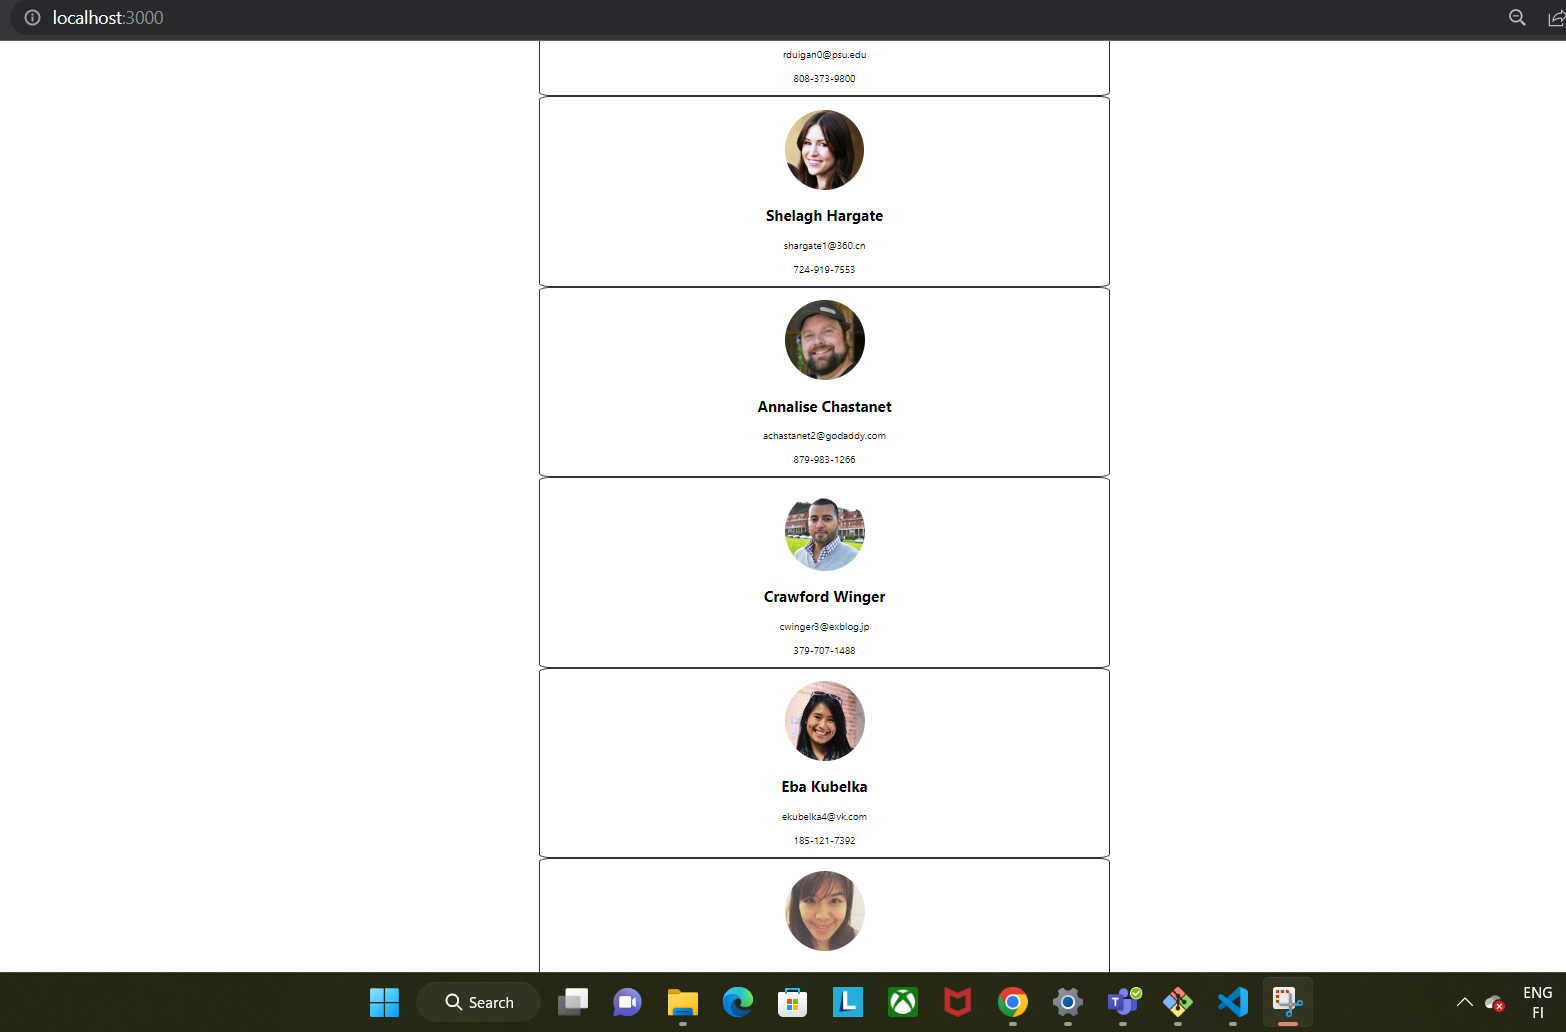 localhost:3000
rduigan0@psu.edu
808-373-9800
Shelagh Hargate
shargate1@360.cn
724-919-7553
Annalise Chastanet
achastanet2@godaddy.com
879-983-1266
Crawford Winger
cwinger3@exblog.jp
379-707-1488
Eba Kubelka
ekubelka4@vk.com
185-121-7392
Search
L
T
ENG
FI